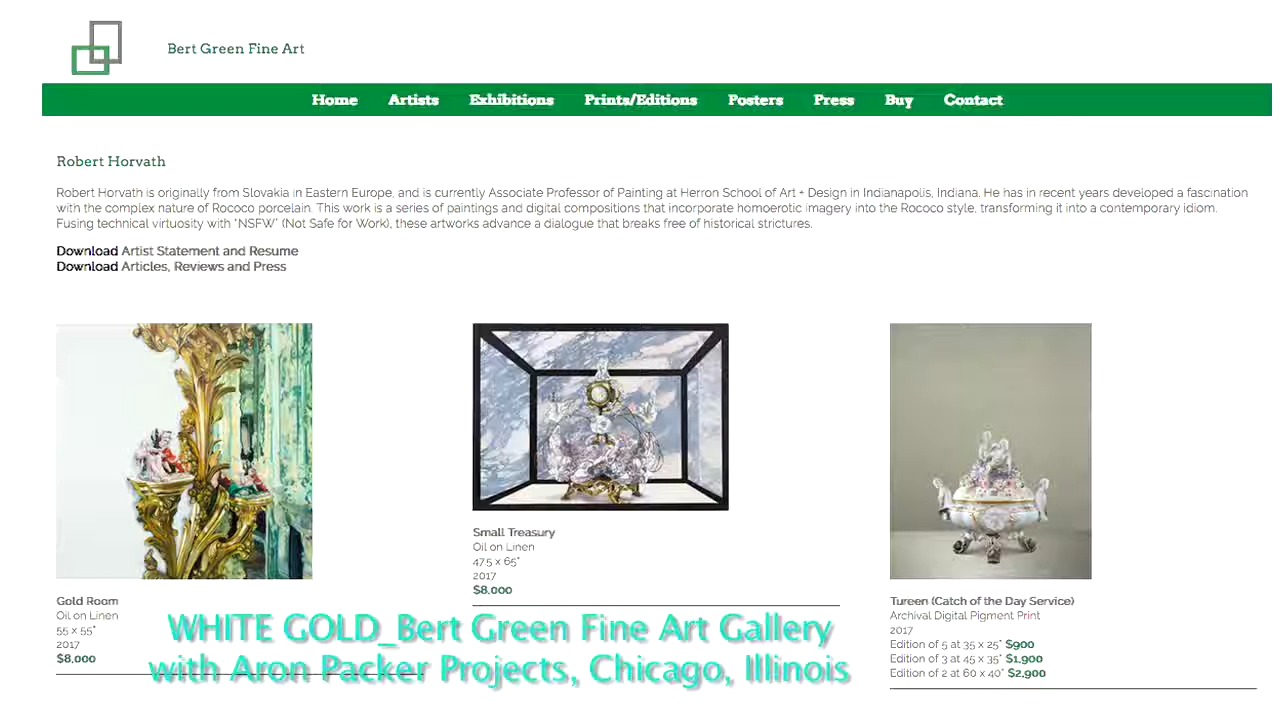 Bert Green Fine Art
Home Artists Exhibitions Prints/Editions Posters Press Buy Contact
Robert Horvath
Robert Horvath is originally from Slovakia in Eastern Europe, and is currently Associate Professor of Painting at Herron School of Art + Design in Indianapolis, Indiana. He has in recent years developed a fascination
with the complex nature of Rococo porcelain. This work is a series of paintings and digital compositions that incorporate homoerotic imagery into the Rococo style, transforming it into a contemporary idiom.
Fusing technical virtuosity with "NSFW" (Not Safe for Work), these artworks advance a dialogue that breaks free of historical strictures.
Download Artist Statement and Resume
Download Articles, Reviews and Press
Gold Room
Oil on Linen
55 x 55"
2017
$8,000
Small Treasury
Oil on Linen
47.5 x 65"
2017
$8,000
Tureen (Catch of the Day Service)
Archival Digital Pigment Print
2017
Edition of 5 at 35 x 25" $900
Edition of 3 at 45 x 35" $1,900
Edition of 2 at 60 x 40" $2,900
WHITE GOLD_Bert Green Fine Art Gallery
with Aron Packer Projects, Chicago, Illinois